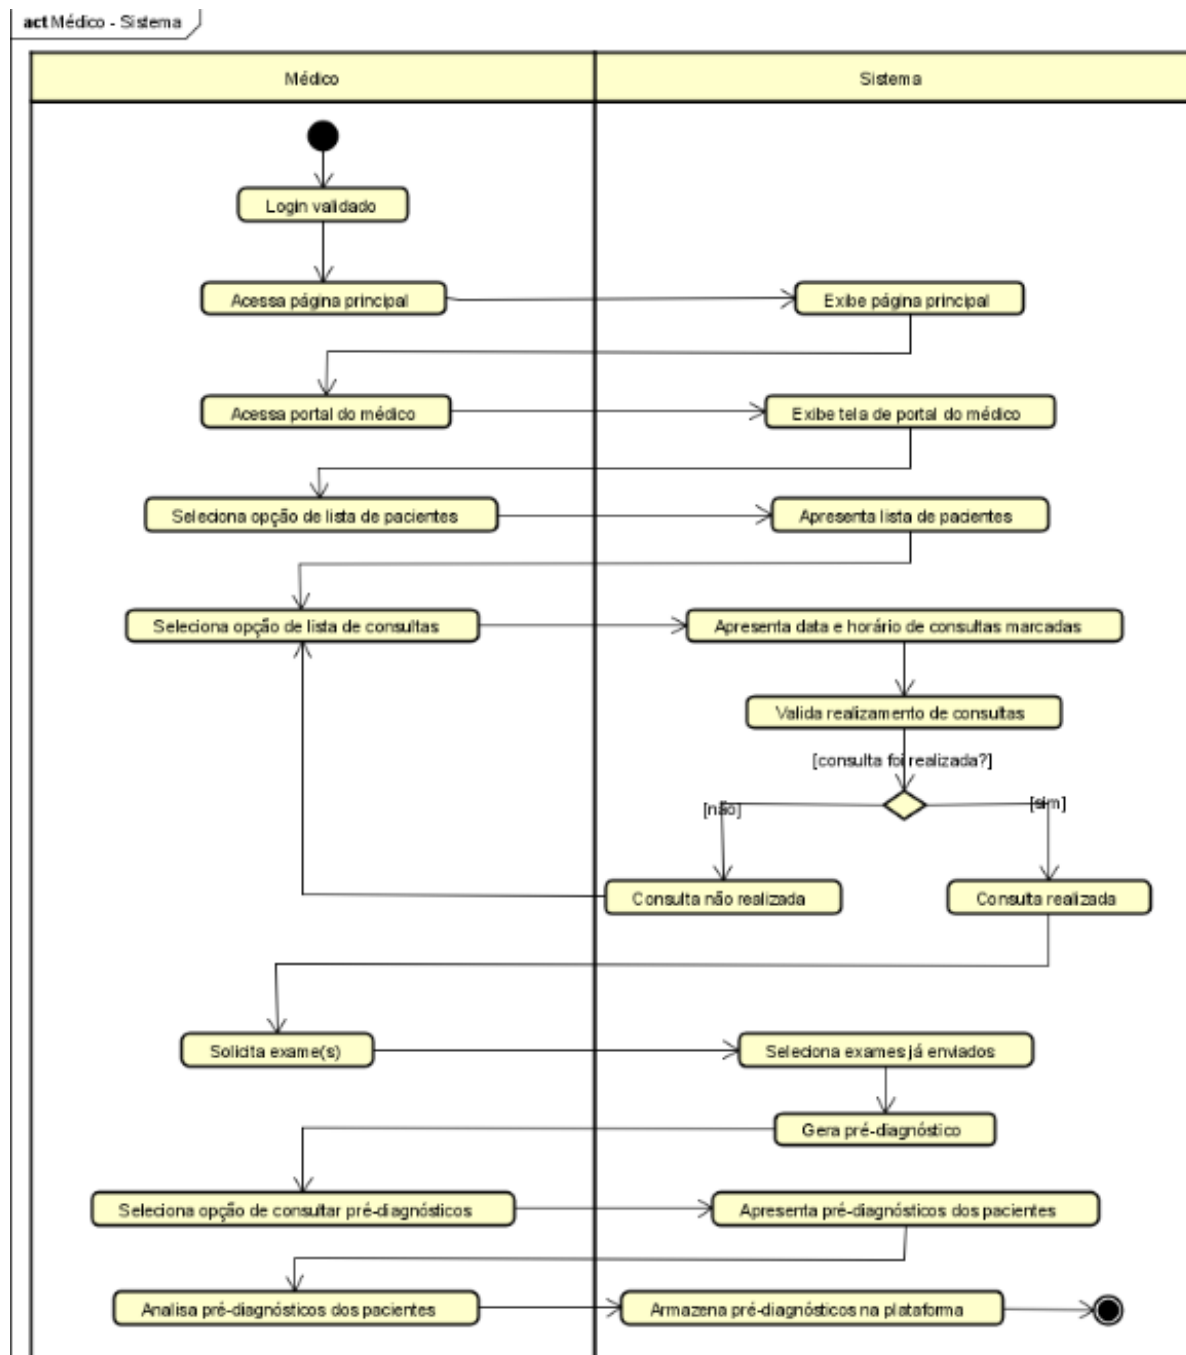 act Médico - Sistema
Médico
Sistema
Login validado
Acessa página principal
Exibe página principal
Acessa portal do médico
Exibe tela de portal do médico
Seleciona opção de lista de pacientes
Apresenta lista de pacientes
Seleciona opção de lista de consultas
Apresenta data e horário de consultas marcadas
Valida realizamento de consultas
[consulta foi realizada?]
[não]
[sim]
Consulta não realizada
Consulta realizada
Solicita exame(s)
Seleciona exames já enviados
Gera pré-diagnóstico
Seleciona opção de consultar pré-diagnósticos
Apresenta pré-diagnósticos dos pacientes
Analisa pré-diagnósticos dos pacientes
Armazena pré-diagnósticos na plataforma